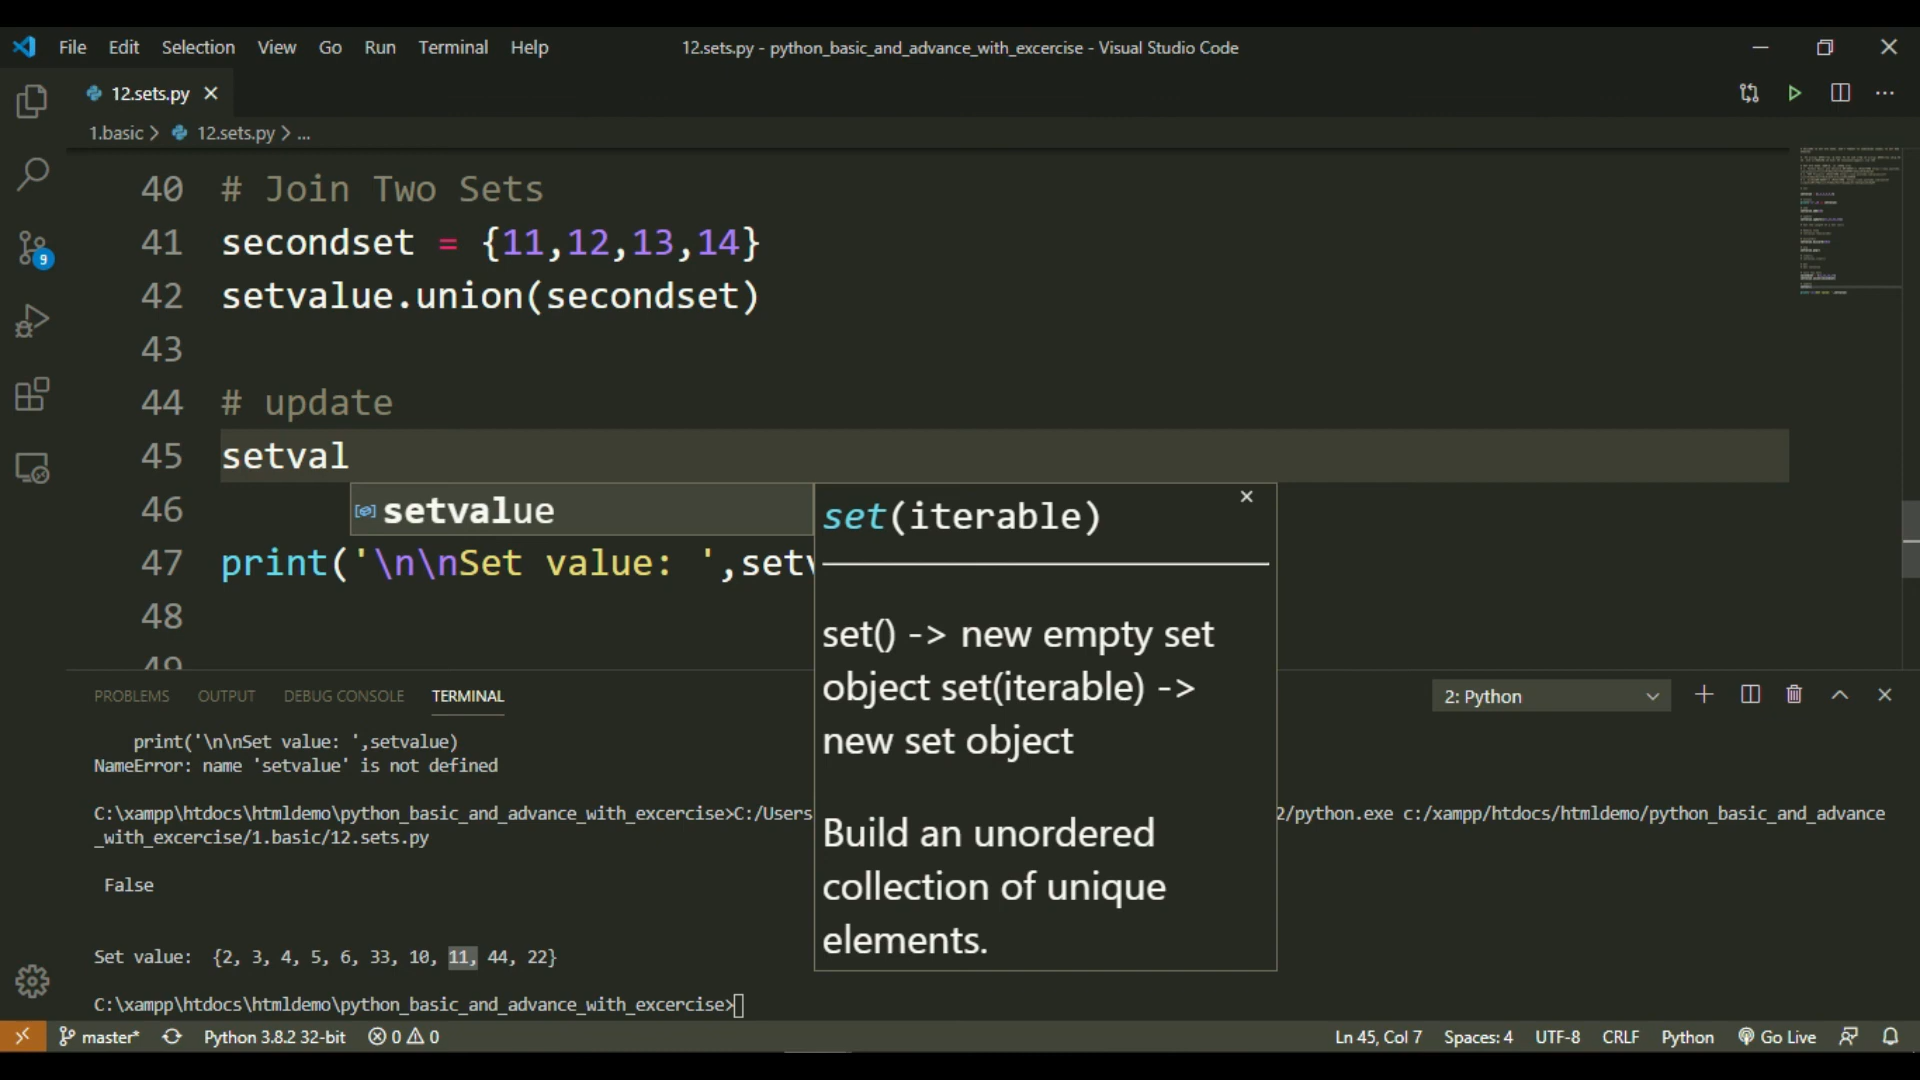 File Edit Selection View Go Run Terminal Help
12.sets.py - python_basic_and_advance_with_excercise - Visual Studio Code
12.sets.py
1.basic > 12.sets.py > ...
40 # Join Two Sets
41 secondset = {11,12,13,14}
42 setvalue.union(secondset)
43
44 # update
45 setval
46
setvalue
47 print('\n\nSet value: ',setv
48
49
set(iterable)
set() -> new empty set
object set(iterable) ->
new set object
Build an unordered
collection of unique
elements.
9
PROBLEMS OUTPUT DEBUG CONSOLE TERMINAL
2: Python
print('\n\nSet value: ',setvalue)
NameError: name 'setvalue' is not defined
C:\xampp\htdocs\htmldemo\python_basic_and_advance_with_excercise>C:/Users 2/python.exe c:/xampp/htdocs/htmldemo/python_basic_and_advance
_with_excercise/1.basic/12.sets.py
False
Set value: {2, 3, 4, 5, 6, 33, 10, 11, 44, 22}
C:\xampp\htdocs\htmldemo\python_basic_and_advance_with_excercise>
master* Python 3.8.2 32-bit 0 0 Ln 45, Col 7 Spaces: 4 UTF-8 CRLF Python Go Live